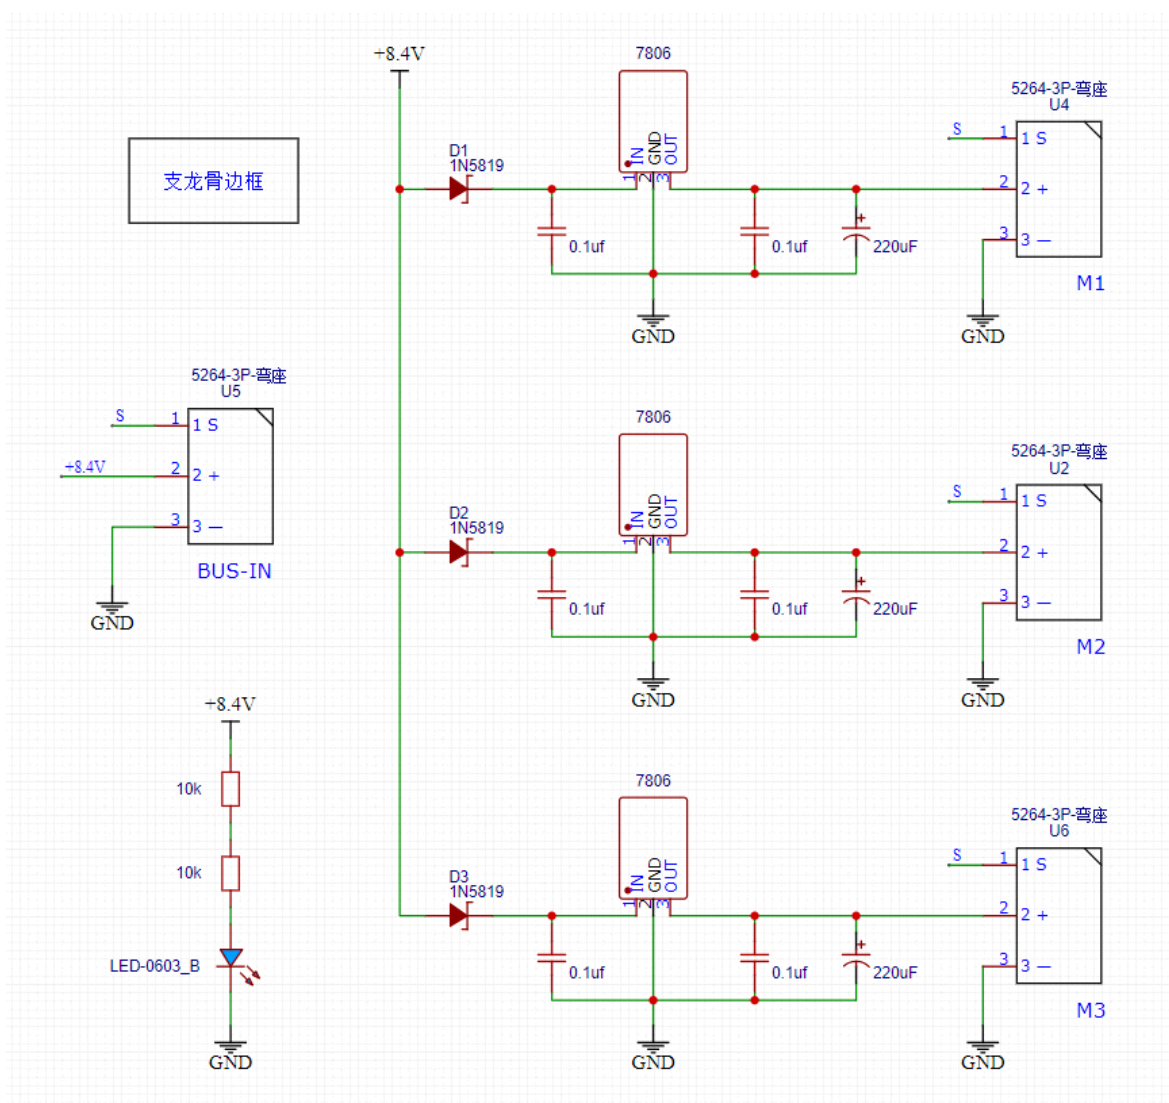 +8.4V
7806
5264-3P-弯座
U4
D1
1N5819
IN
GND
OUT
1
2
3
S
1
1 S
2
2 +
3
3 —
支龙骨边框
0.1uf
0.1uf
+
220uF
M1
GND
GND
5264-3P-弯座
U5
S
1
1 S
+8.4V
2
2 +
3
3 —
BUS-IN
GND
7806
5264-3P-弯座
U2
D2
1N5819
IN
GND
OUT
1
2
3
S
1
1 S
2
2 +
3
3 —
0.1uf
0.1uf
+
220uF
M2
GND
GND
+8.4V
10k
10k
LED-0603_B
GND
7806
5264-3P-弯座
U6
D3
1N5819
IN
GND
OUT
1
2
3
S
1
1 S
2
2 +
3
3 —
0.1uf
0.1uf
+
220uF
M3
GND
GND